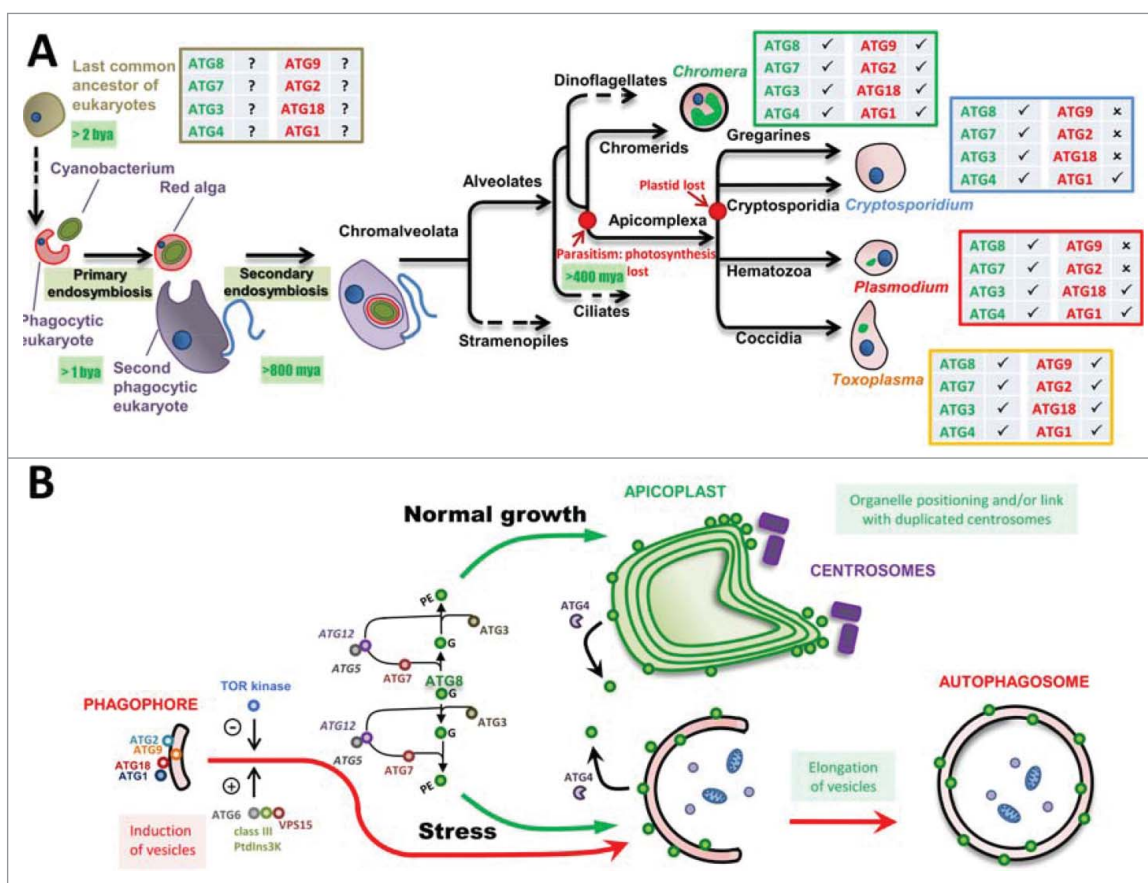 A
Last common
ancestor of
eukaryotes
> 2 bya
ATG8 ? ATG9 ?
ATG7 ? ATG2 ?
ATG3 ? ATG18 ?
ATG4 ? ATG1 ?
Cyanobacterium
Red alga
Primary
endosymbiosis
Secondary
endosymbiosis
Phagocytic
eukaryote
> 1 bya
Second
phagocytic
eukaryote
>800 mya
Chromalveolata
Alveolates
Stramenopiles
Dinoflagellates
Chromerids
Apicomplexa
Parasitism: photosynthesis
lost
>400 mya
Ciliates
Plastid lost
Gregarines
Cryptosporidia
Hematozoa
Coccidia
Chromera
ATG8 ✓ ATG9 ✓
ATG7 ✓ ATG2 ✓
ATG3 ✓ ATG18 ✓
ATG4 ✓ ATG1 ✓
Cryptosporidium
ATG8 ✓ ATG9 ×
ATG7 ✓ ATG2 ×
ATG3 ✓ ATG18 ×
ATG4 ✓ ATG1 ✓
Plasmodium
ATG8 ✓ ATG9 ×
ATG7 ✓ ATG2 ×
ATG3 ✓ ATG18 ✓
ATG4 ✓ ATG1 ✓
Toxoplasma
ATG8 ✓ ATG9 ✓
ATG7 ✓ ATG2 ✓
ATG3 ✓ ATG18 ✓
ATG4 ✓ ATG1 ✓
B
Normal growth
APICOPLAST
Organelle positioning and/or link
with duplicated centrosomes
CENTROSOMES
ATG4
PE
ATG12
ATG3
ATG5
G
ATG7
ATG8
G
ATG12
ATG3
ATG5
G
ATG7
PE
TOR kinase
PHAGOPHORE
−
ATG2
ATG9
ATG18
ATG1
+
ATG6
VPS15
class III
PtdIns3K
Induction
of vesicles
Stress
ATG4
Elongation
of vesicles
AUTOPHAGOSOME